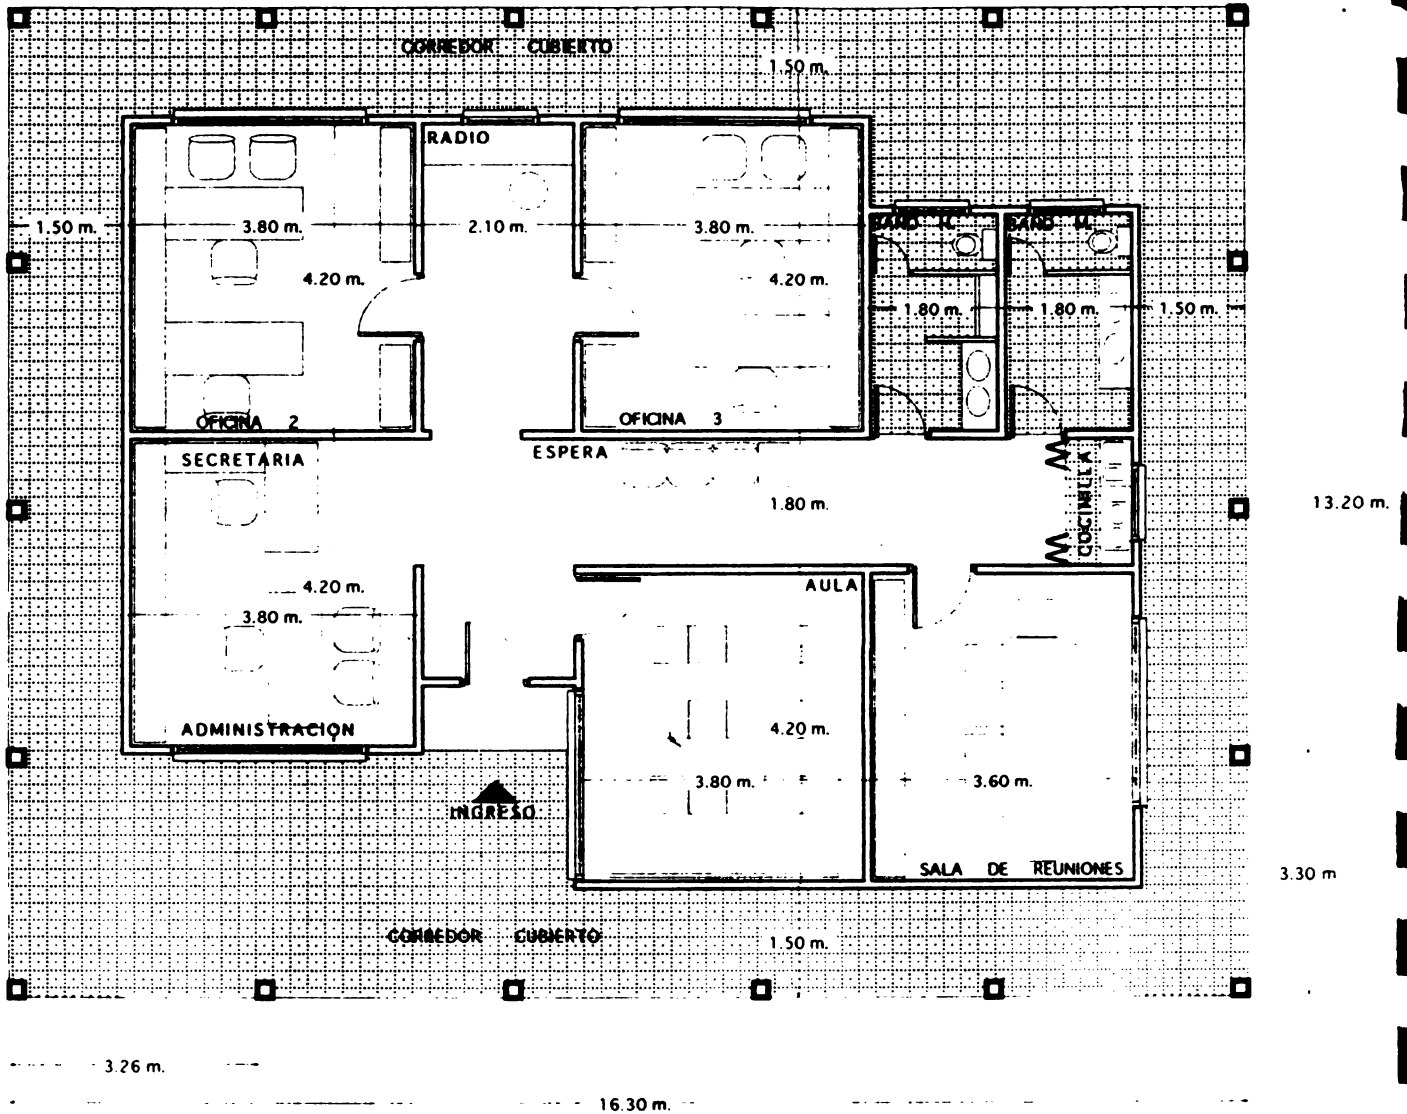 CORREDOR CUBIERTO
1.50 m.
RADIO
1.50 m.
3.80 m.
2.10 m.
3.80 m.
BAÑO H.
BAÑO M.
4.20 m.
4.20 m.
1.80 m.
1.80 m.
1.50 m.
OFICINA 2
OFICINA 3
SECRETARIA
ESPERA
COCINILLA
1.80 m.
13.20 m.
4.20 m.
3.80 m.
AULA
ADMINISTRACION
4.20 m.
3.80 m.
3.60 m.
INGRESO
SALA DE REUNIONES
3.30 m
CORREDOR CUBIERTO
1.50 m.
3.26 m.
16.30 m.